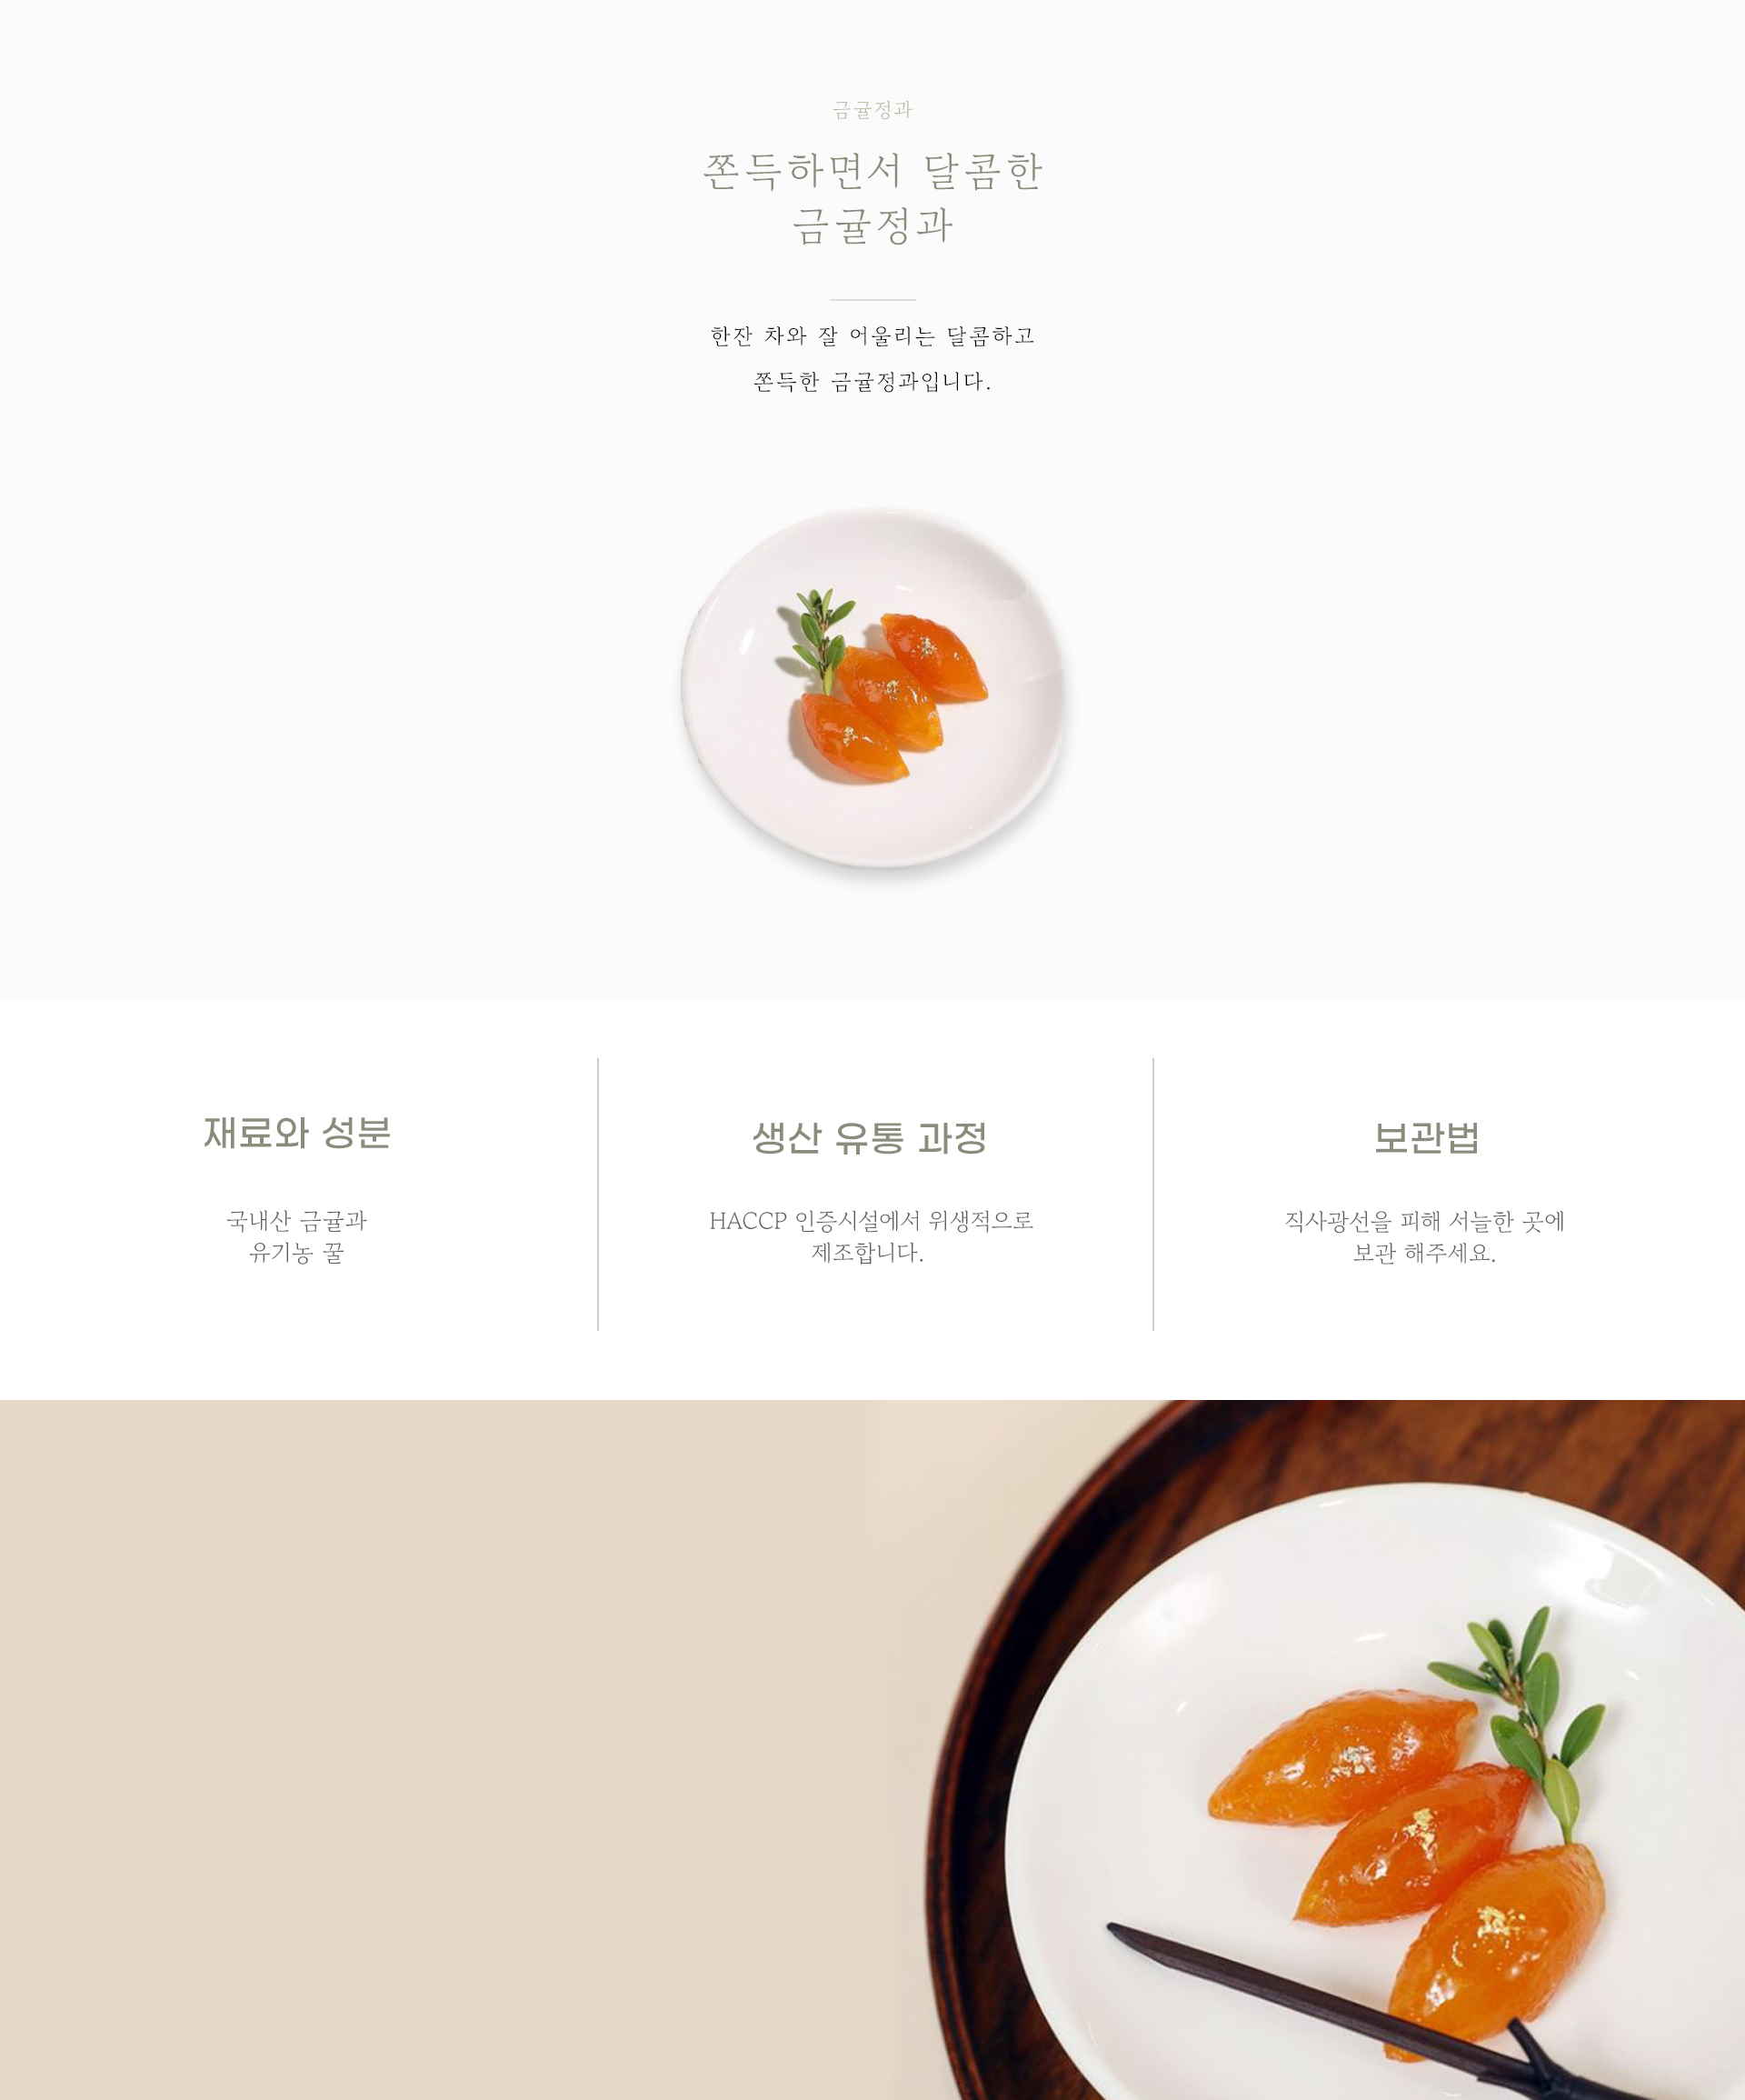 금귤정과
쫀득하면서 달콤한
금귤정과
한잔 차와 잘 어울리는 달콤하고
쫀득한 금귤정과입니다.
재료와 성분
국내산 금귤과
유기농 꿀
생산 유통 과정
HACCP 인증시설에서 위생적으로
제조합니다.
보관법
직사광선을 피해 서늘한 곳에
보관 해주세요.